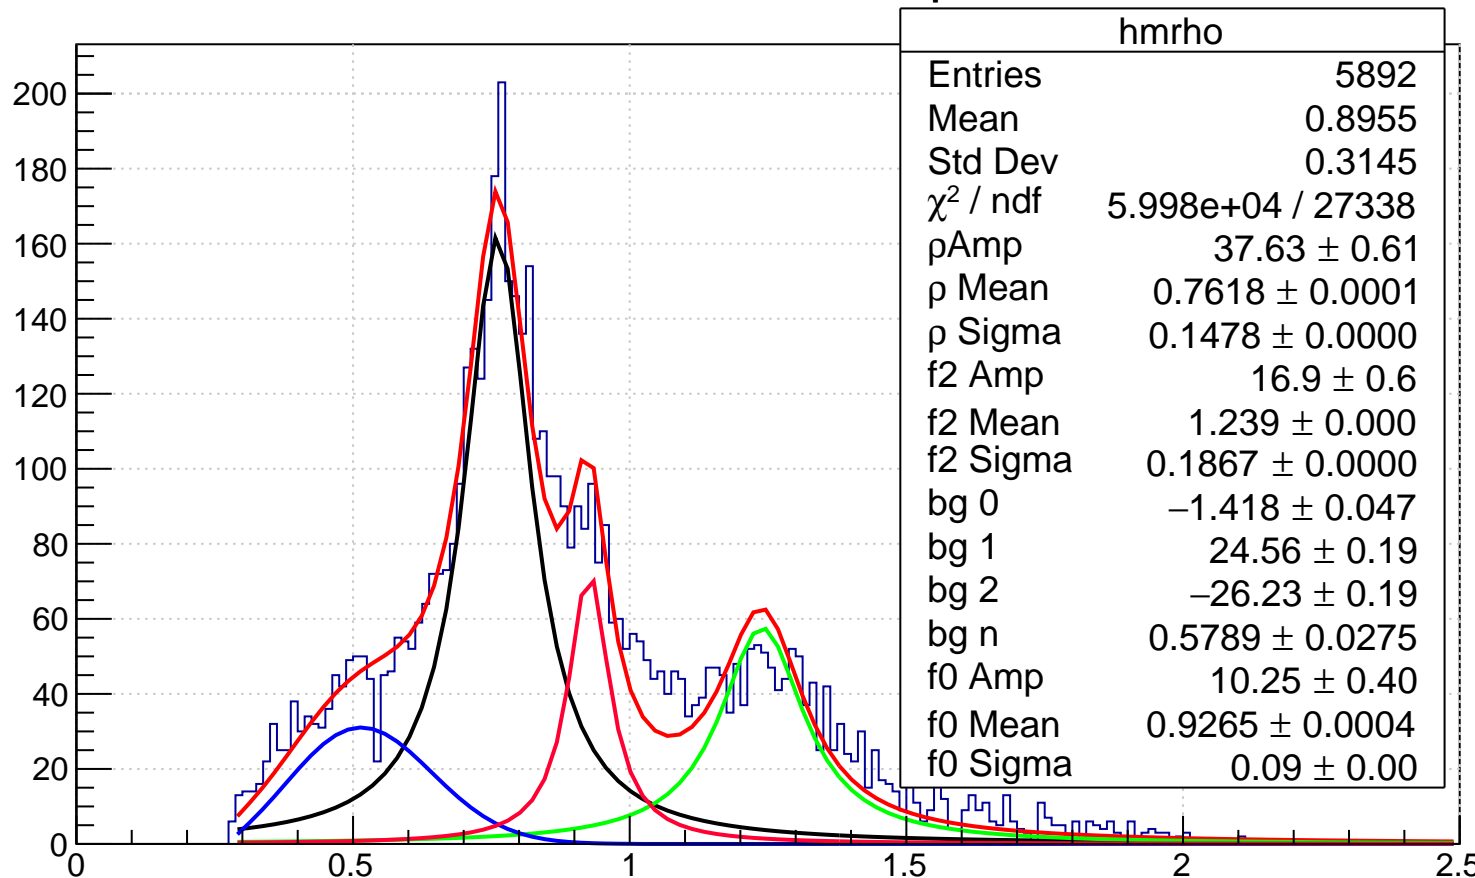 hmrho
Entries 5892
Mean 0.8955
Std Dev 0.3145
χ² / ndf 5.998e+04 / 27338
ρAmp 37.63 ± 0.61
ρ Mean 0.7618 ± 0.0001
ρ Sigma 0.1478 ± 0.0000
f2 Amp 16.9 ± 0.6
f2 Mean 1.239 ± 0.000
f2 Sigma 0.1867 ± 0.0000
bg 0 −1.418 ± 0.047
bg 1 24.56 ± 0.19
bg 2 −26.23 ± 0.19
bg n 0.5789 ± 0.0275
f0 Amp 10.25 ± 0.40
f0 Mean 0.9265 ± 0.0004
f0 Sigma 0.09 ± 0.00
200
180
160
140
120
100
80
60
40
20
0
0 0.5 1 1.5 2 2.5